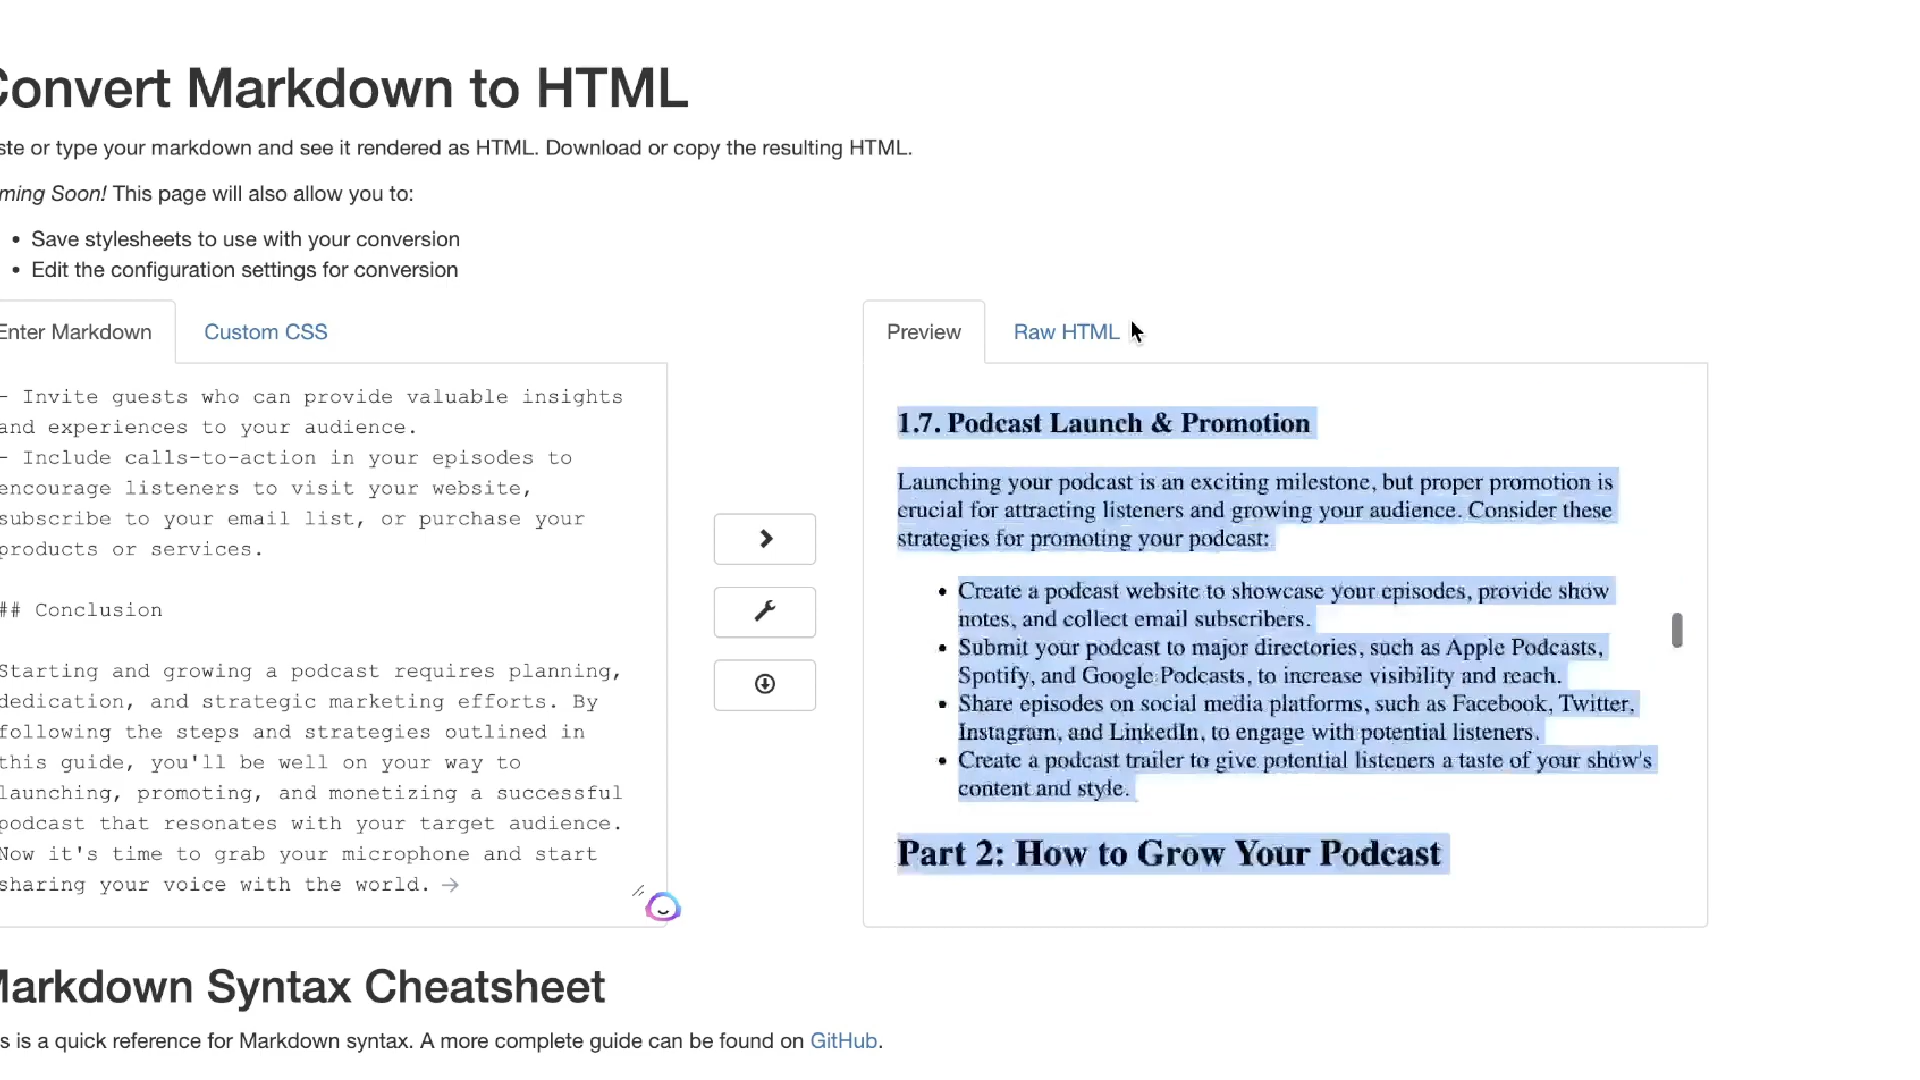 Convert Markdown to HTML
ste or type your markdown and see it rendered as HTML. Download or copy the resulting HTML.
ming Soon! This page will also allow you to:
• Save stylesheets to use with your conversion
• Edit the configuration settings for conversion
Enter Markdown
Custom CSS
- Invite guests who can provide valuable insights
and experiences to your audience.
- Include calls-to-action in your episodes to
encourage listeners to visit your website,
subscribe to your email list, or purchase your
products or services.
## Conclusion
Starting and growing a podcast requires planning,
dedication, and strategic marketing efforts. By
following the steps and strategies outlined in
this guide, you'll be well on your way to
launching, promoting, and monetizing a successful
podcast that resonates with your target audience.
Now it's time to grab your microphone and start
sharing your voice with the world.
Preview
Raw HTML
1.7. Podcast Launch & Promotion
Launching your podcast is an exciting milestone, but proper promotion is
crucial for attracting listeners and growing your audience. Consider these
strategies for promoting your podcast:
• Create a podcast website to showcase your episodes, provide show
notes, and collect email subscribers.
• Submit your podcast to major directories, such as Apple Podcasts,
Spotify, and Google Podcasts, to increase visibility and reach.
• Share episodes on social media platforms, such as Facebook, Twitter,
Instagram, and LinkedIn, to engage with potential listeners.
• Create a podcast trailer to give potential listeners a taste of your show's
content and style.
Part 2: How to Grow Your Podcast
Markdown Syntax Cheatsheet
s is a quick reference for Markdown syntax. A more complete guide can be found on GitHub.